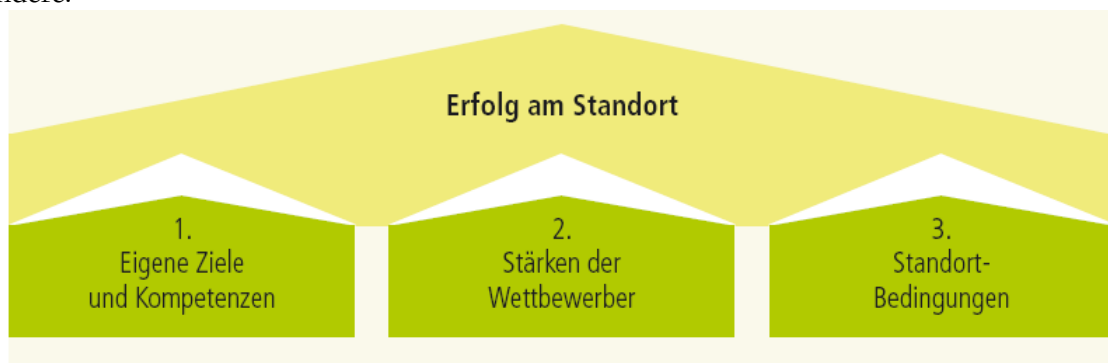 Erfolg am Standort
1.
Eigene Ziele
und Kompetenzen
2.
Stärken der
Wettbewerber
3.
Standort-
Bedingungen